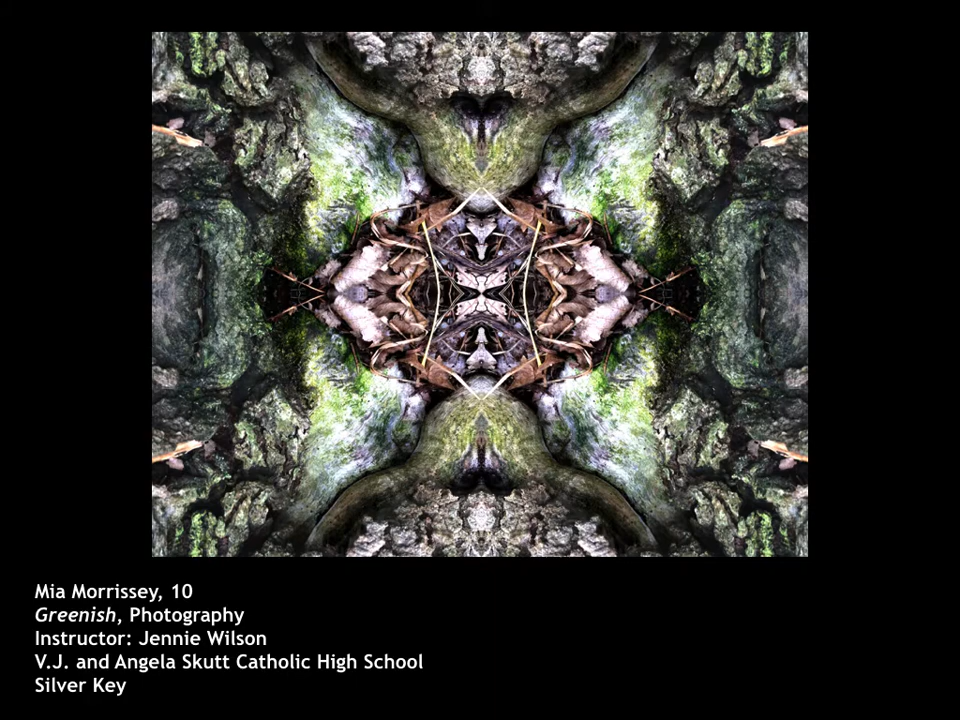 Mia Morrissey, 10
Greenish, Photography
Instructor: Jennie Wilson
V.J. and Angela Skutt Catholic High School
Silver Key